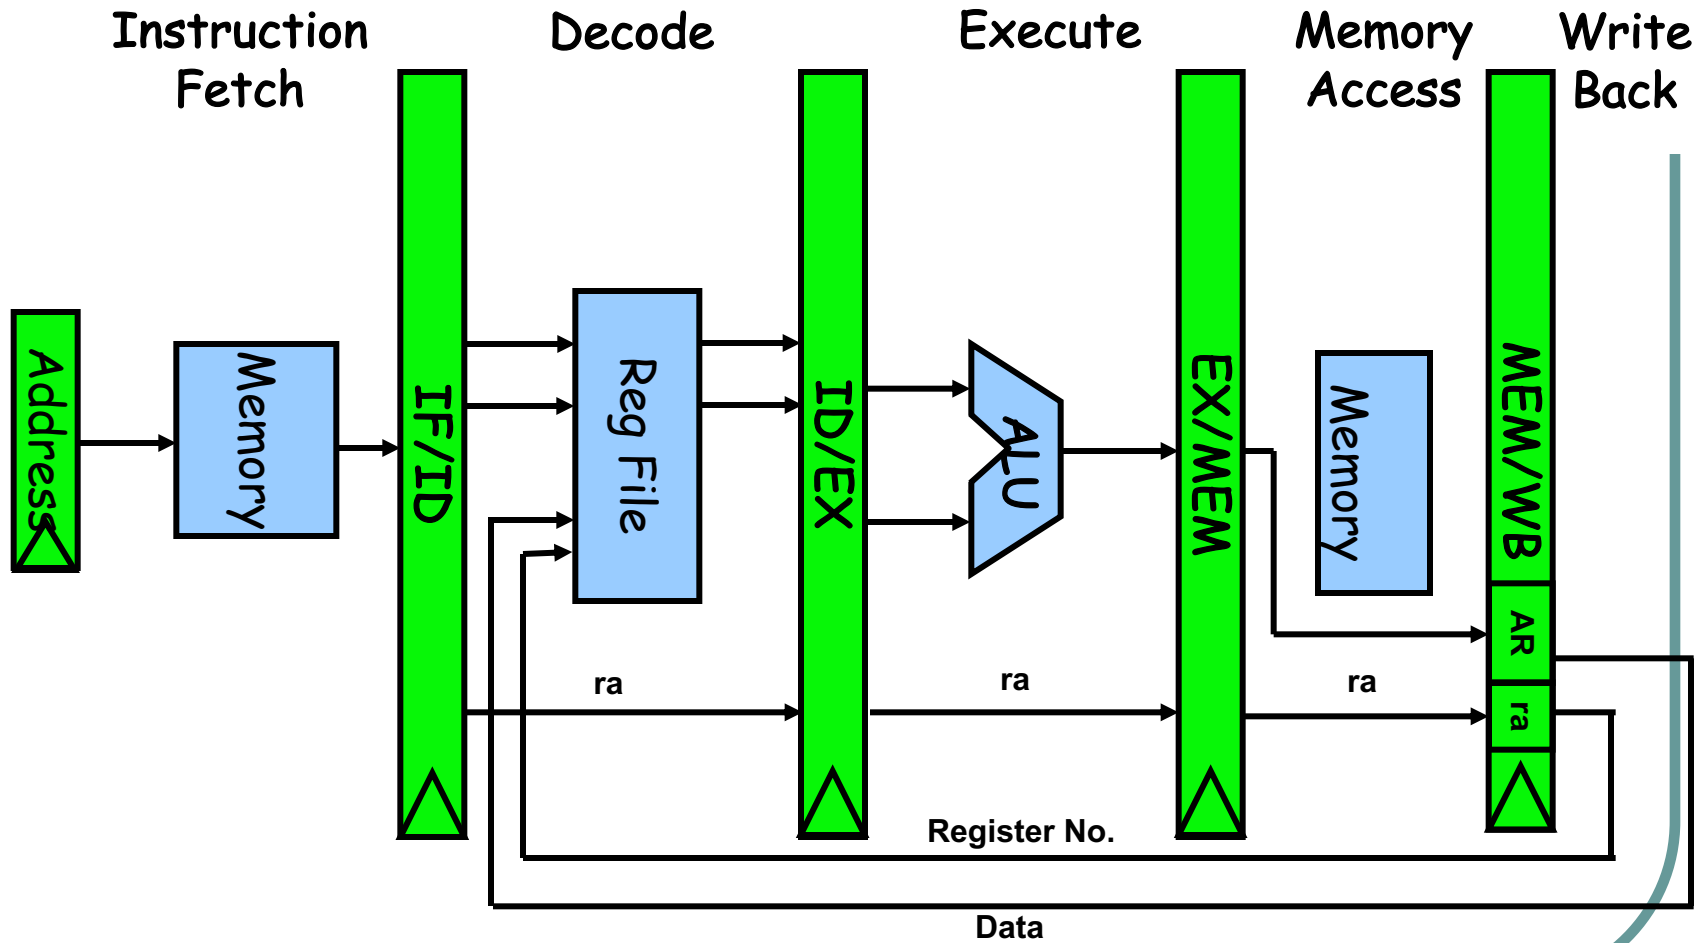 Instruction
Fetch
Decode
Execute
Memory
Access
Write
Back
Address
Memory
IF/ID
Reg File
ID/EX
ALU
EX/MEM
Memory
MEM/WB
AR
ra
ra
ra
ra
Register No.
Data